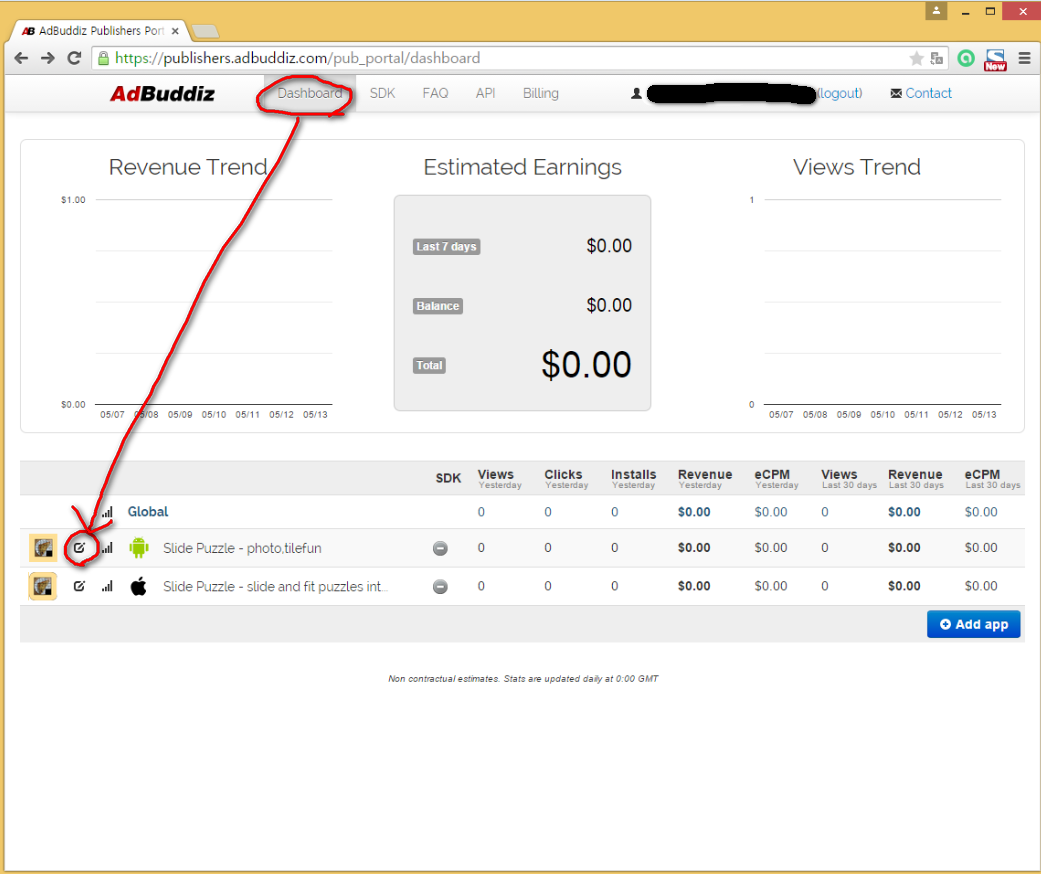 AB AdBuddiz Publishers Port
https://publishers.adbuddiz.com/pub_portal/dashboard
New
AdBuddiz
Dashboard
SDK
FAQ
API
Billing
(logout)
Contact
Revenue Trend
$1.00
$0.00
05/07 05/08 05/09 05/10 05/11 05/12 05/13
Estimated Earnings
Last 7 days $0.00
Balance $0.00
Total $0.00
Views Trend
1
0
05/07 05/08 05/09 05/10 05/11 05/12 05/13
SDK Views Clicks Installs Revenue eCPM Views Revenue eCPM
Yesterday Yesterday Yesterday Yesterday Yesterday Last 30 days Last 30 days Last 30 days
Global 0 0 0 $0.00 $0.00 0 $0.00 $0.00
Slide Puzzle - photo,tilefun 0 0 0 $0.00 $0.00 0 $0.00 $0.00
Slide Puzzle - slide and fit puzzles int... 0 0 0 $0.00 $0.00 0 $0.00 $0.00
Add app
Non contractual estimates. Stats are updated daily at 0:00 GMT